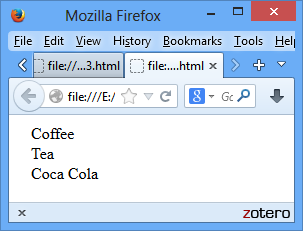 Mozilla Firefox
File Edit View History Bookmarks Tools Help
file://...3.html file:/....html
file:///E:/
Coffee
Tea
Coca Cola
zotero